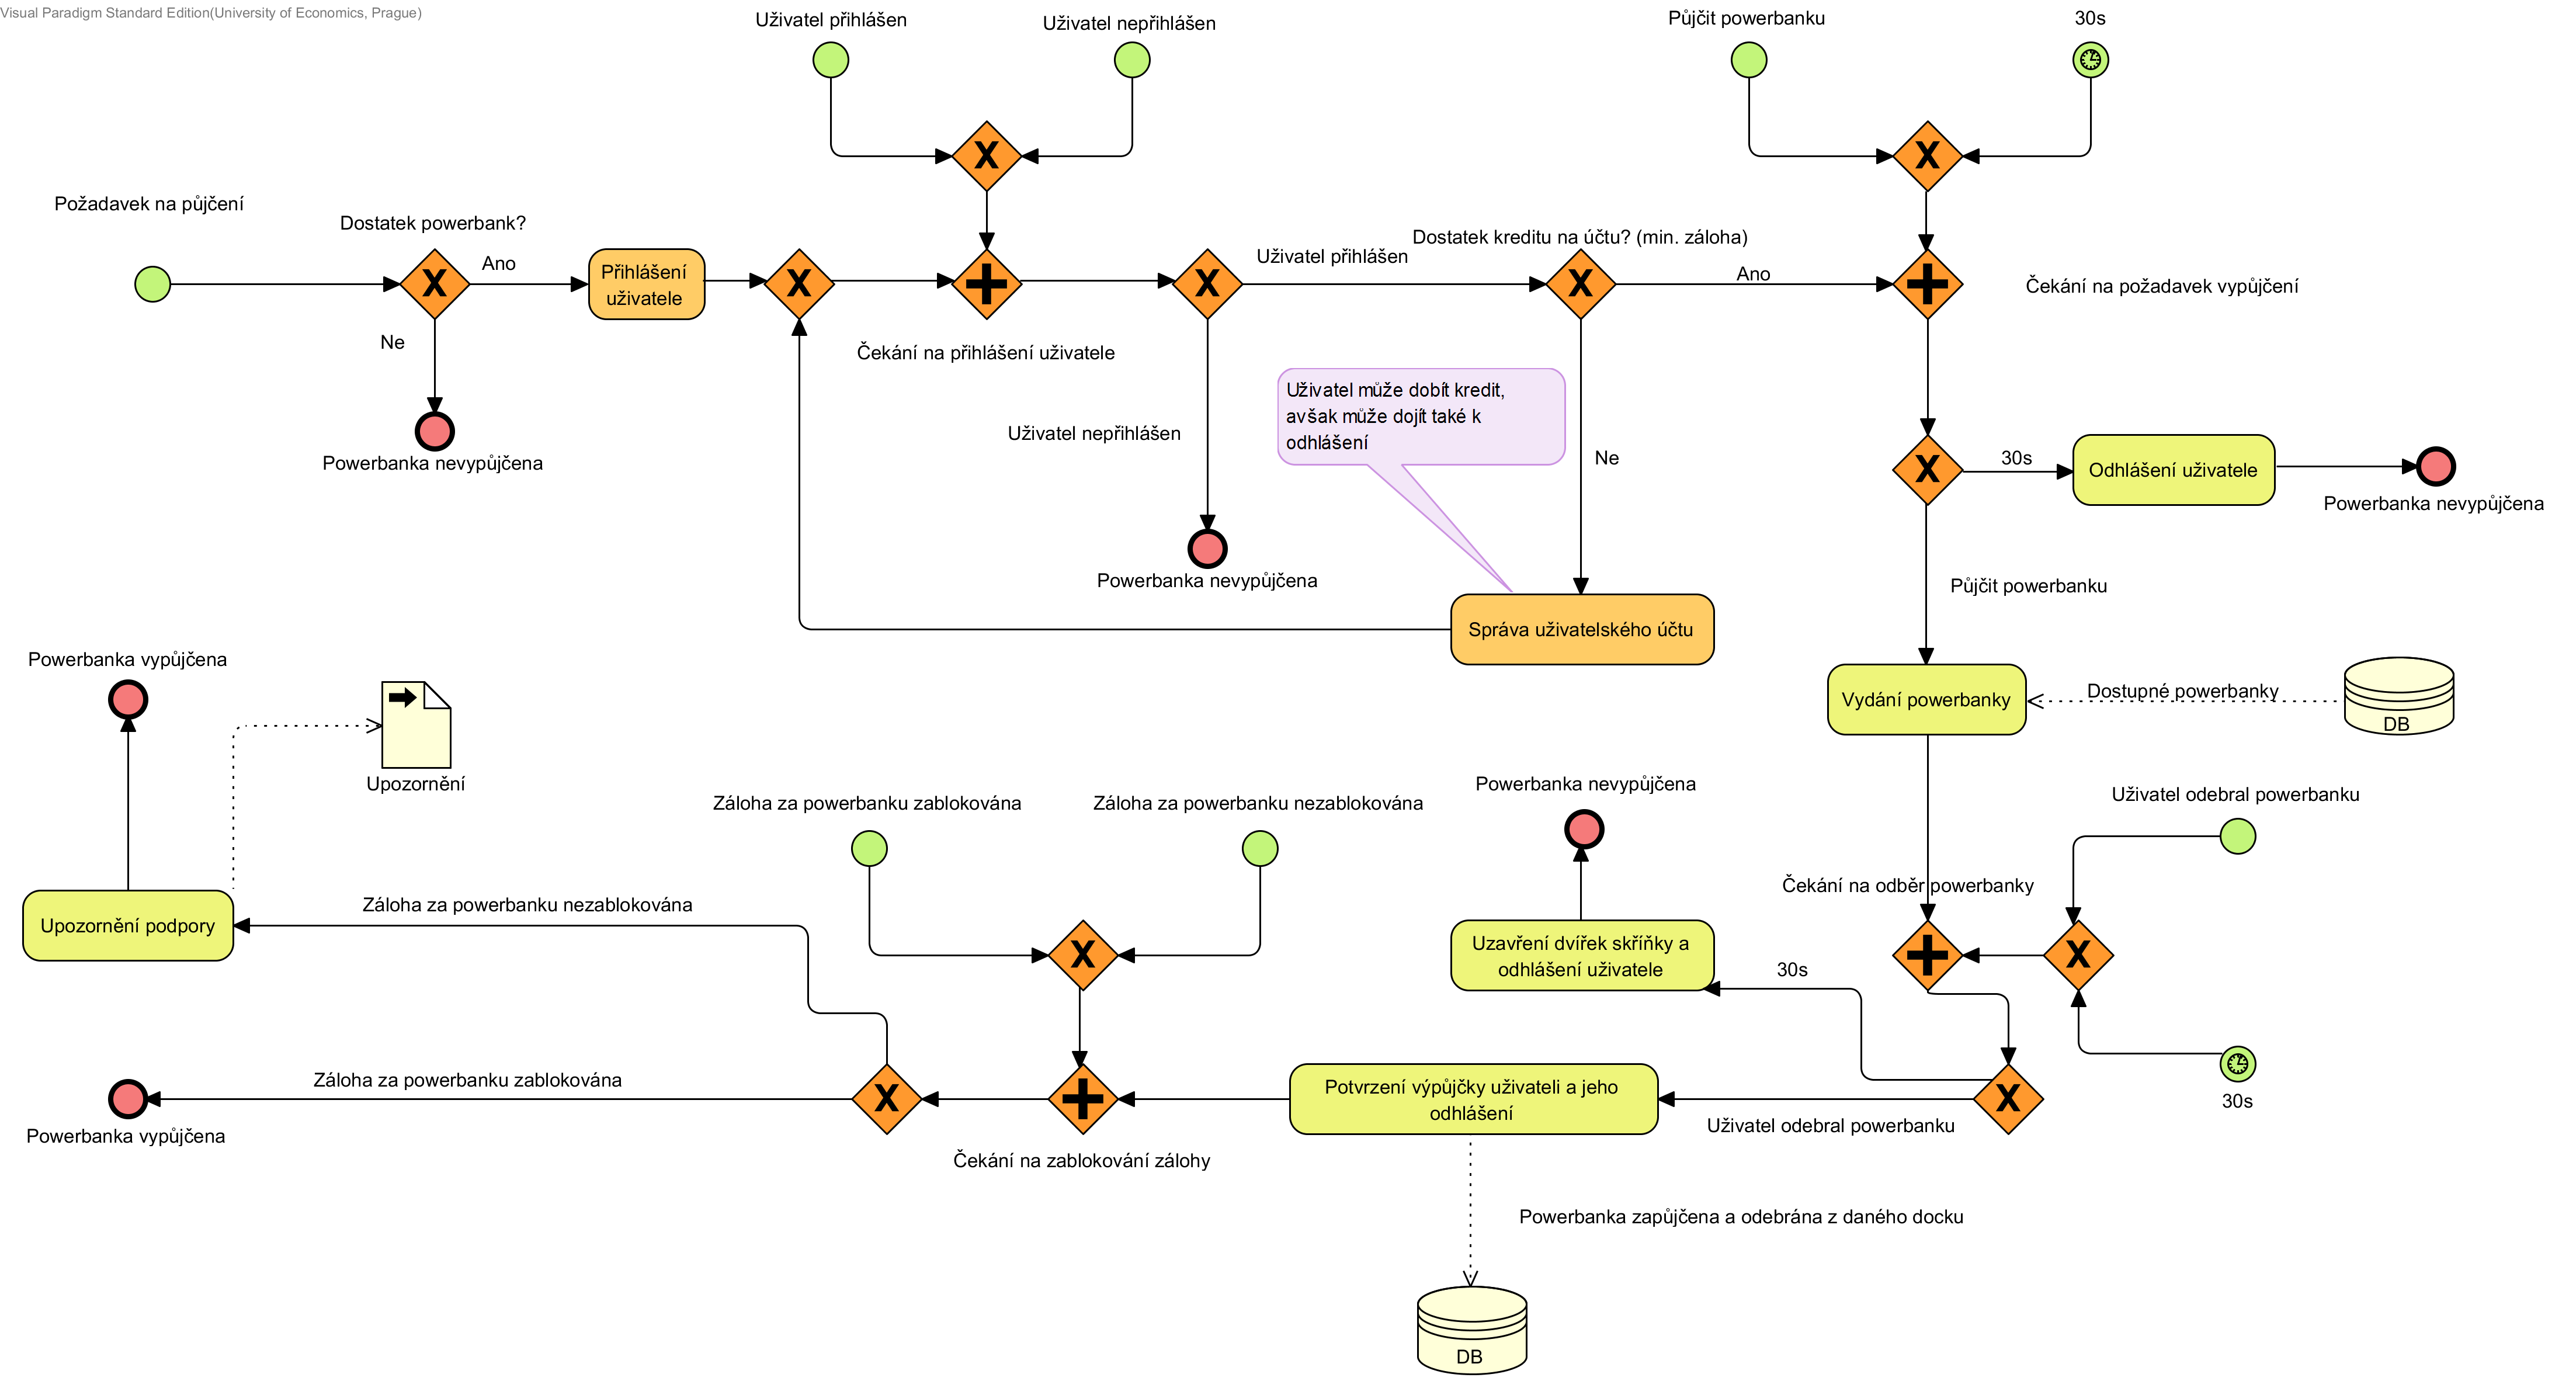 Visual Paradigm Standard Edition(University of Economics, Prague)
Uživatel přihlášen
Uživatel nepřihlášen
Půjčit powerbanku
30s
Požadavek na půjčení
Dostatek powerbank?
Ano
Ne
Powerbanka nevypůjčena
Přihlášení
uživatele
Čekání na přihlášení uživatele
Uživatel přihlášen
Uživatel nepřihlášen
Powerbanka nevypůjčena
Dostatek kreditu na účtu? (min. záloha)
Ano
Ne
Uživatel může dobít kredit,
avšak může dojít také k
odhlášení
Správa uživatelského účtu
Čekání na požadavek vypůjčení
30s
Odhlášení uživatele
Powerbanka nevypůjčena
Půjčit powerbanku
Vydání powerbanky
Dostupné powerbanky
DB
Powerbanka vypůjčena
Upozornění
Upozornění podpory
Záloha za powerbanku zablokována
Záloha za powerbanku nezablokována
Powerbanka nevypůjčena
Uživatel odebral powerbanku
Čekání na odběr powerbanky
Záloha za powerbanku nezablokována
Uzavření dvířek skříňky a
odhlášení uživatele
30s
30s
Záloha za powerbanku zablokována
Powerbanka vypůjčena
Čekání na zablokování zálohy
Potvrzení výpůjčky uživateli a jeho
odhlášení
Uživatel odebral powerbanku
Powerbanka zapůjčena a odebrána z daného docku
DB